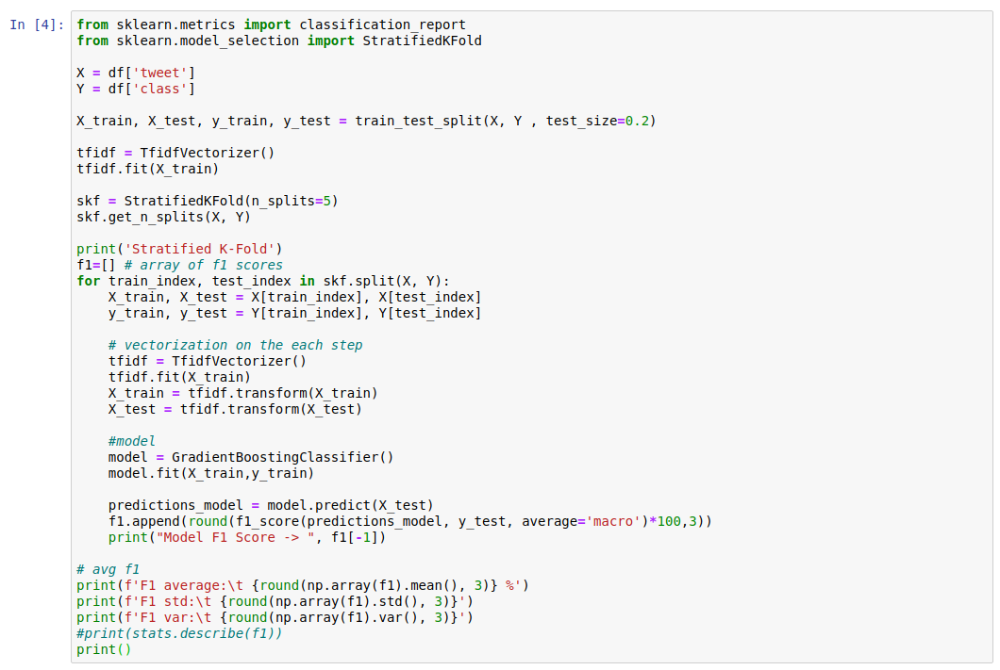 In [4]:
from sklearn.metrics import classification_report
from sklearn.model_selection import StratifiedKFold

X = df['tweet']
Y = df['class']

X_train, X_test, y_train, y_test = train_test_split(X, Y , test_size=0.2)

tfidf = TfidfVectorizer()
tfidf.fit(X_train)

skf = StratifiedKFold(n_splits=5)
skf.get_n_splits(X, Y)

print('Stratified K-Fold')
f1=[] # array of f1 scores
for train_index, test_index in skf.split(X, Y):
    X_train, X_test = X[train_index], X[test_index]
    y_train, y_test = Y[train_index], Y[test_index]

    # vectorization on the each step
    tfidf = TfidfVectorizer()
    tfidf.fit(X_train)
    X_train = tfidf.transform(X_train)
    X_test = tfidf.transform(X_test)

    #model
    model = GradientBoostingClassifier()
    model.fit(X_train,y_train)

    predictions_model = model.predict(X_test)
    f1.append(round(f1_score(predictions_model, y_test, average='macro')*100,3))
    print("Model F1 Score -> ", f1[-1])

# avg f1
print(f'F1 average:\t {round(np.array(f1).mean(), 3)} %')
print(f'F1 std:\t {round(np.array(f1).std(), 3)}')
print(f'F1 var:\t {round(np.array(f1).var(), 3)}')
#print(stats.describe(f1))
print()